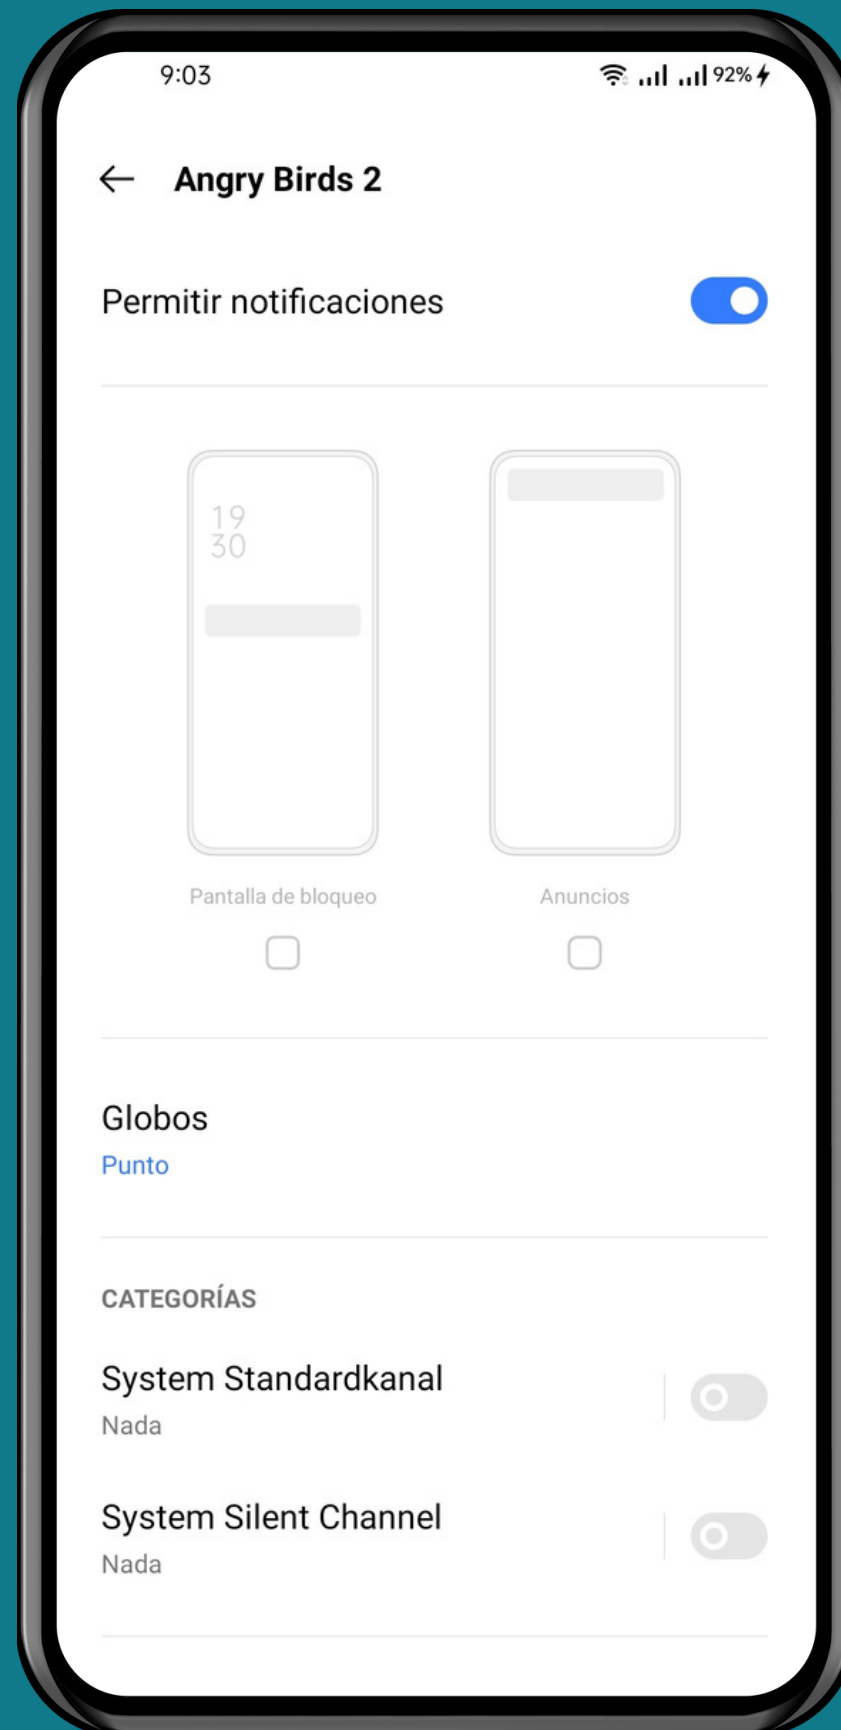 9:03
92%
Angry Birds 2
Permitir notificaciones
19
30
Pantalla de bloqueo
Anuncios
Globos
Punto
CATEGORÍAS
System Standardkanal
Nada
System Silent Channel
Nada